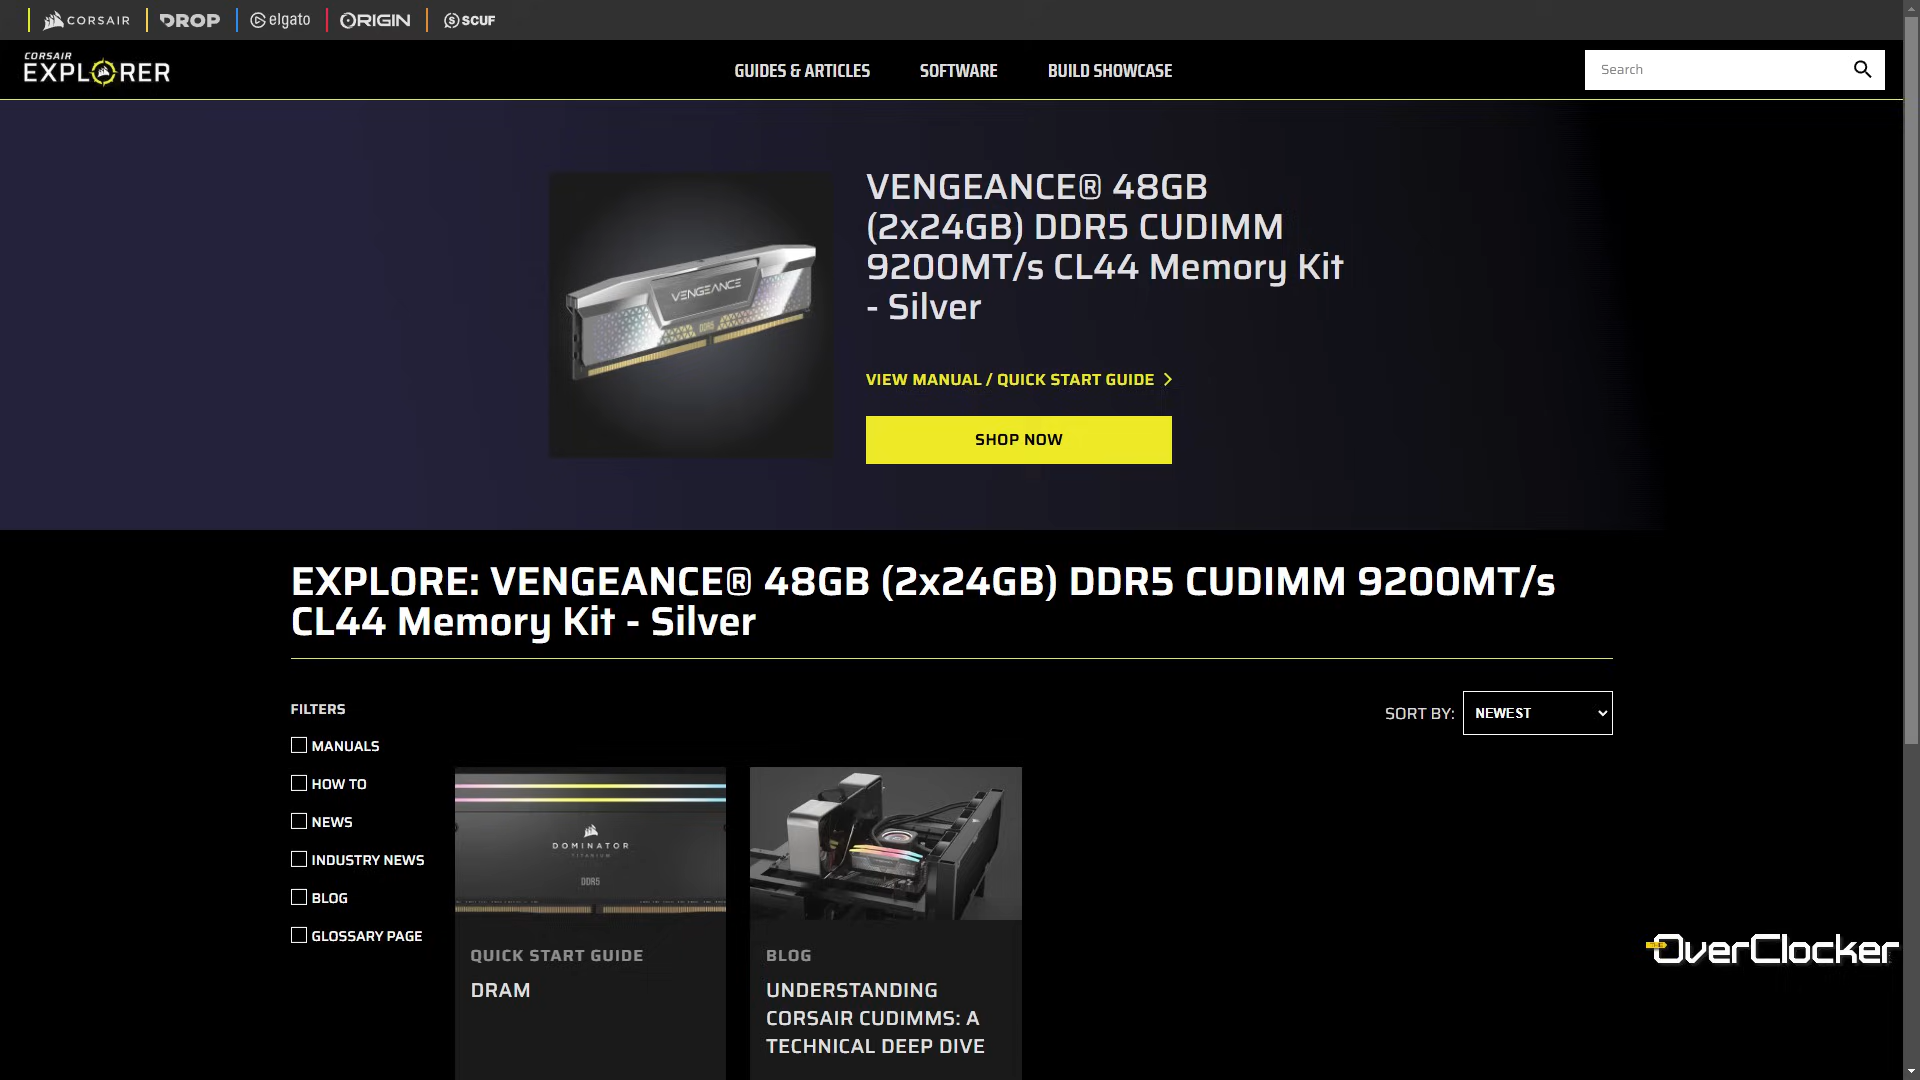 CORSAIR
DROP
elgato
ORIGIN
SCUF
CORSAIR
EXPLORER
GUIDES & ARTICLES
SOFTWARE
BUILD SHOWCASE
Search
VENGEANCE® 48GB
(2x24GB) DDR5 CUDIMM
9200MT/s CL44 Memory Kit
- Silver
VENGEANCE
DDR5
VIEW MANUAL / QUICK START GUIDE
SHOP NOW
EXPLORE: VENGEANCE® 48GB (2x24GB) DDR5 CUDIMM 9200MT/s
CL44 Memory Kit - Silver
FILTERS
SORT BY:
NEWEST
MANUALS
HOW TO
NEWS
INDUSTRY NEWS
BLOG
GLOSSARY PAGE
DOMINATOR
TITANIUM
DDR5
QUICK START GUIDE
DRAM
BLOG
UNDERSTANDING
CORSAIR CUDIMMS: A
TECHNICAL DEEP DIVE
OverClocker